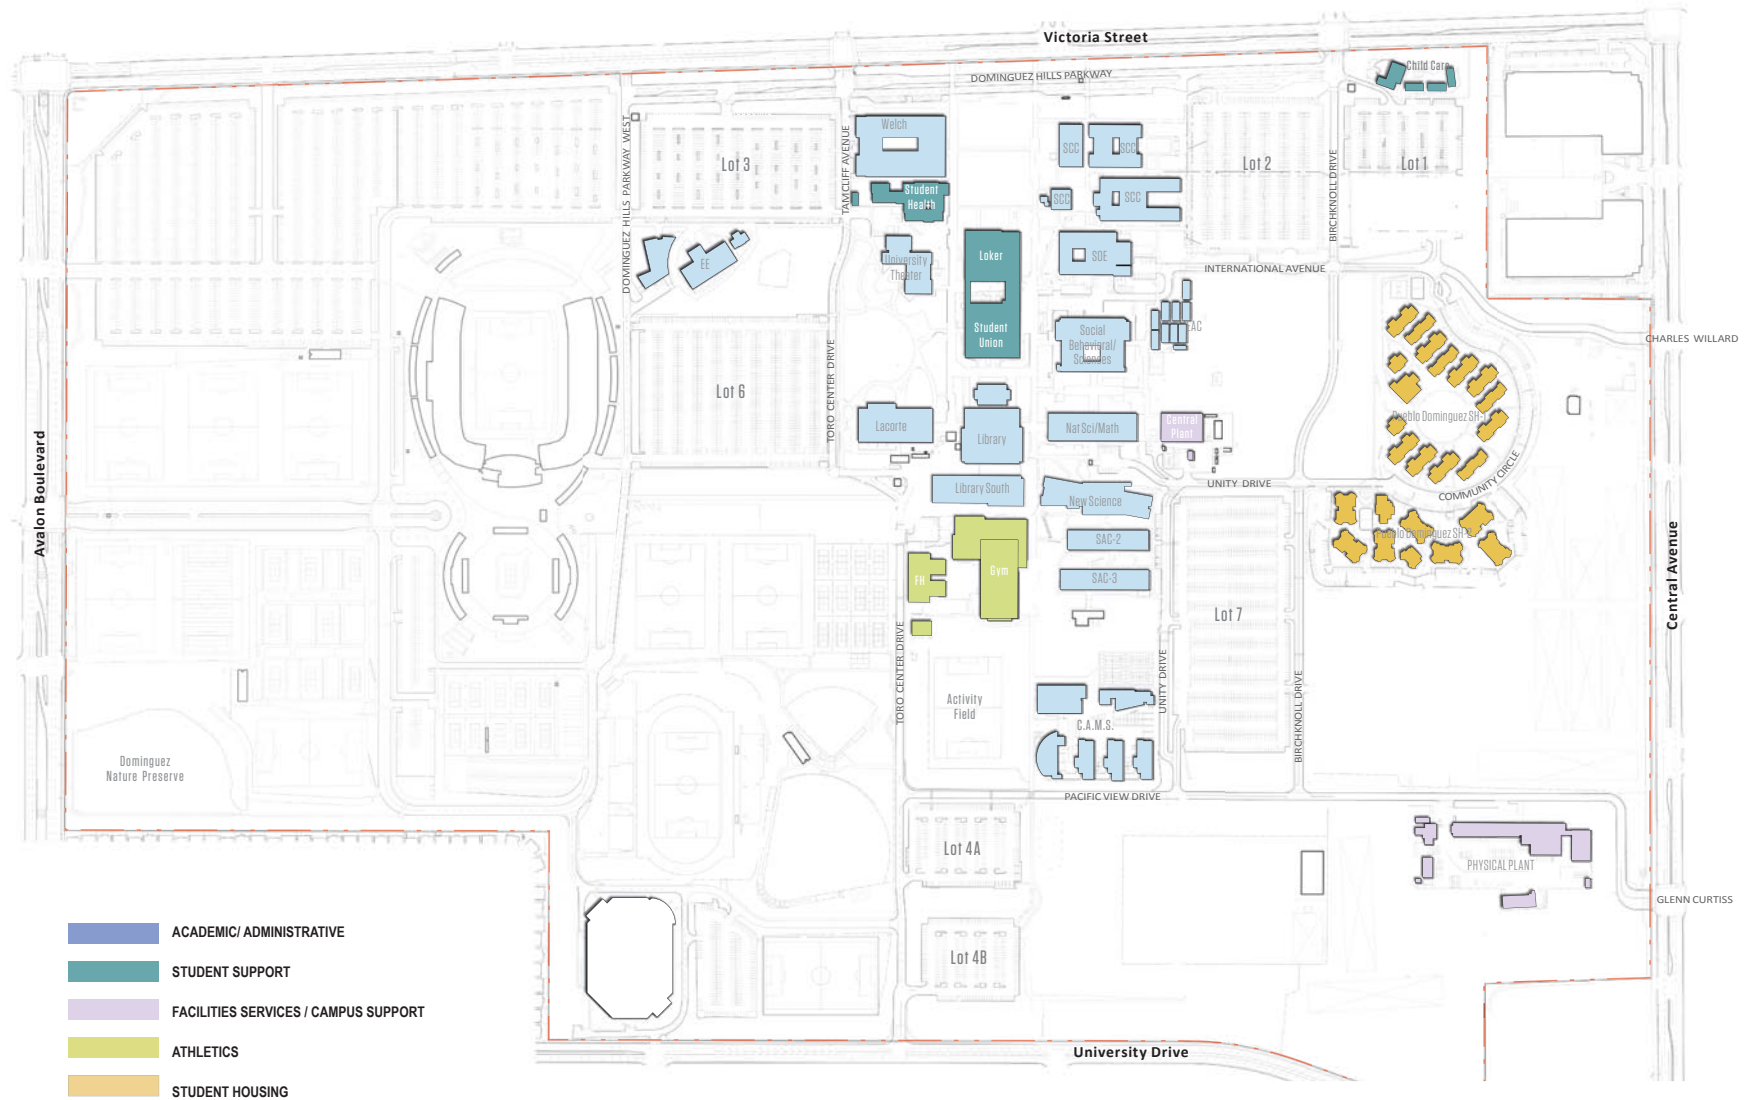 Victoria Street
DOMINGUEZ HILLS PARKWAY
Child Care
Welch
SCC
SCC
Lot 3
Lot 2
Lot 1
DOMINGUEZ HILLS PARKWAY WEST
TAMCLIFF AVENUE
BIRCHKNOLL DRIVE
Student
Health
SCC
SCC
EE
University
Theater
Loker
SOE
INTERNATIONAL AVENUE
Student
Union
Social
Behavioral/
Sciences
CHARLES WILLARD
TORO CENTER DRIVE
Lot 6
Lacorte
Library
Nat Sci/Math
Central
Plant
Pueblo Dominguez SH-1
Avalon Boulevard
Library South
New Science
UNITY DRIVE
COMMUNITY CIRCLE
SAC-2
Pueblo Dominguez SH-2
Central Avenue
FH
Gym
SAC-3
Lot 7
TORO CENTER DRIVE
Activity
Field
UNITY DRIVE
BIRCHKNOLL DRIVE
C.A.M.S.
Dominguez
Nature Preserve
PACIFIC VIEW DRIVE
Lot 4A
PHYSICAL PLANT
GLENN CURTISS
Lot 4B
University Drive
ACADEMIC/ ADMINISTRATIVE
STUDENT SUPPORT
FACILITIES SERVICES / CAMPUS SUPPORT
ATHLETICS
STUDENT HOUSING